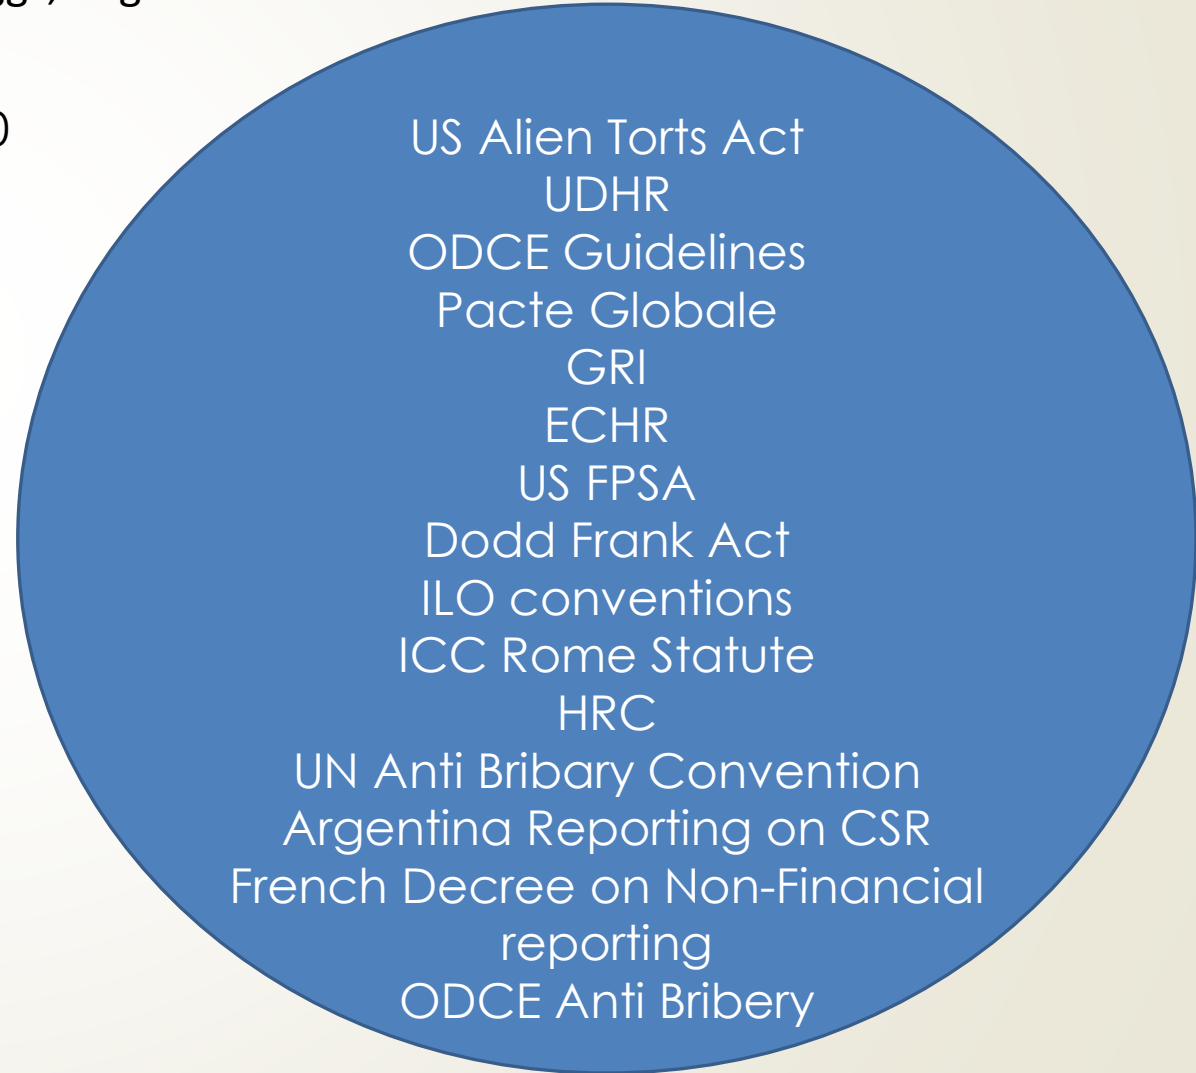 US Alien Torts Act
UDHR
ODCE Guidelines
Pacte Globale
GRI
ECHR
US FPSA
Dodd Frank Act
ILO conventions
ICC Rome Statute
HRC
UN Anti Bribary Convention
Argentina Reporting on CSR
French Decree on Non-Financial
reporting
ODCE Anti Bribery